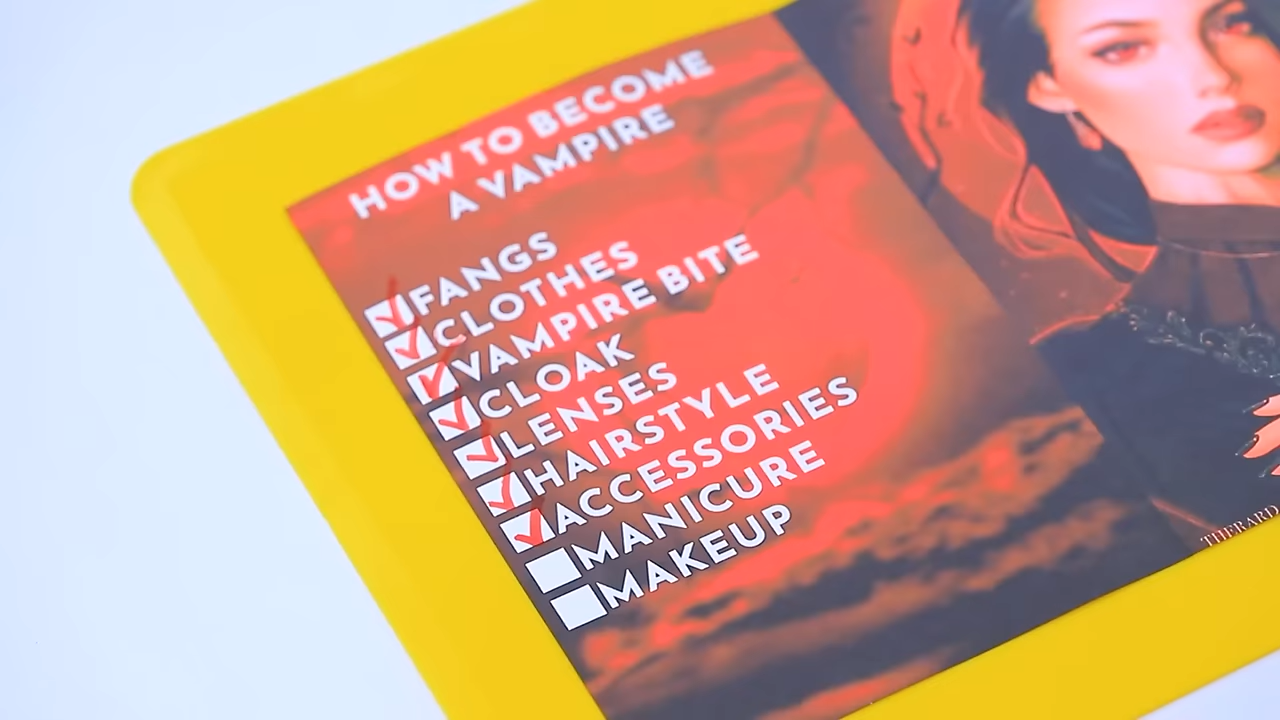 HOW TO BECOME
A VAMPIRE
FANGS
CLOTHES
VAMPIRE BITE
CLOAK
LENSES
HAIRSTYLE
ACCESSORIES
MANICURE
MAKEUP